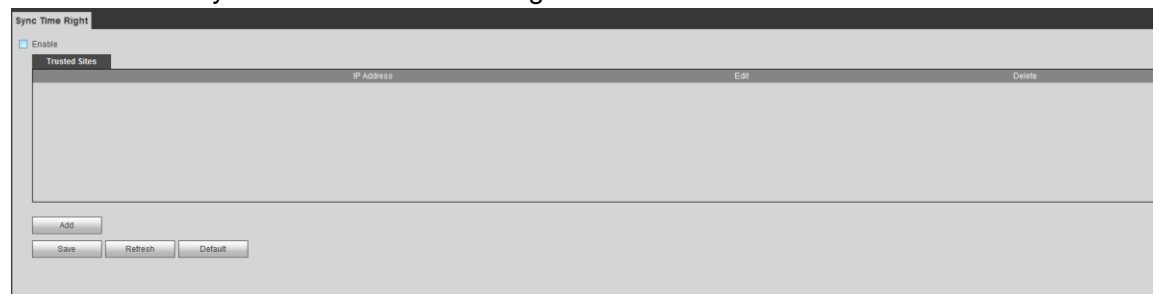 Sync Time Right
Enable
Trusted Sites
IP Address Edit Delete
Add
Save Refresh Default